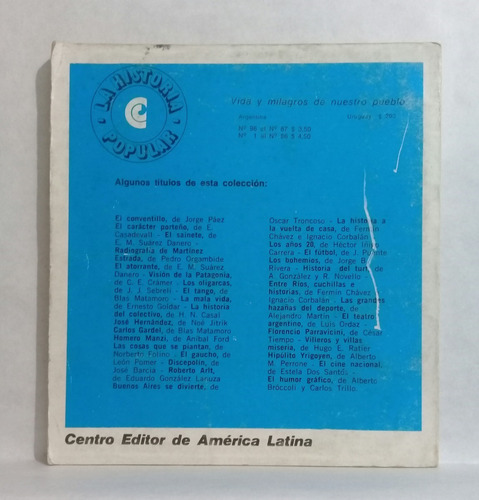 LA HISTORIA POPULAR
Vida y milagros de nuestro pueblo
Argentina
Uruguay $
Nº 1 al Nº $ 4,50
Algunos títulos de esta colección:
El conventillo, de Jorge Páez
El carácter porteño, de E.
Casadevall - El sainete, de
E. M. Suárez Danero -
Radiografía de Martínez
Estrada, de Pedro Orgambide
El atorrante, de E. M. Suárez
Danero - Visión de la Patagonia,
de C. E. Cramer - Los oligarcas,
de J. J. Sebreli - El tango, de
Blas Matamoro - La mala vida,
de Ernesto Goldar - La historia
del colectivo, de H. N. Casal
José Hernández, de Noé Jitrik
Carlos Gardel, de Blas Matamoro
Homero Manzi, de Aníbal Ford
Las cosas que se piantan, de
Norberto Folino - El gaucho, de
León Pomer - Discepolín, de
José Barcia - Roberto Arlt,
de Eduardo González Lanuza
Buenos Aires se divierte, de
Oscar Troncoso - La historia a
la vuelta de casa, de Fermín
Chávez e Ignacio Corbalán
Los años 20, de Héctor Iñigo
Carrera - El fútbol, de J.
Los bohemios, de Jorge B.
Rivera - Historia del turf, de
A. González y R. Novello
Entre Ríos, cuchillas e
historias, de Fermín Chávez
Ignacio Corbalán - Las grandes
hazañas del deporte, de
Alejandro Martin - El teatro
argentino, de Luis Ordaz
Florencio Parravicini, de César
Tiempo - Villeros y villas
miseria, de Hugo E. Ratier
Hipólito Yrigoyen, de Alberto
M. Perrone - El cine nacional,
de Estela Dos Santos
El humor gráfico, de Alberto
Bróccoli y Carlos Trillo.
Centro Editor de América Latina